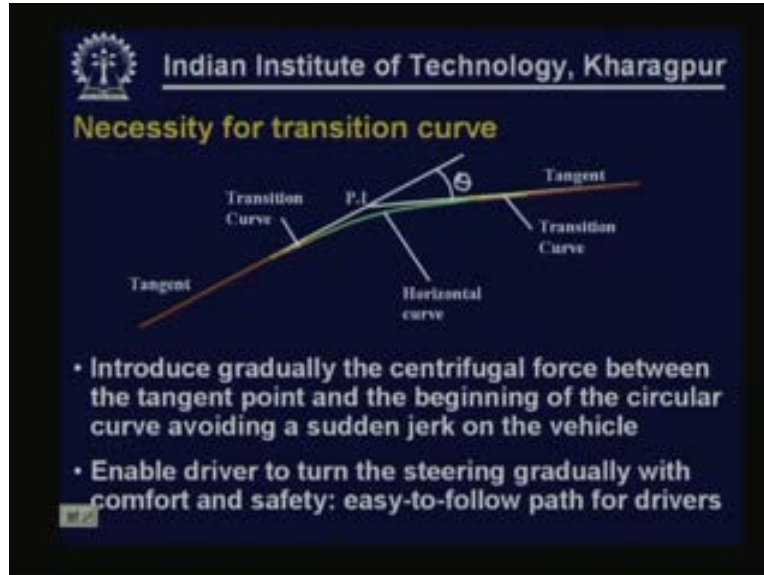 Indian Institute of Technology, Kharagpur
Necessity for transition curve
Transition
Curve
P.I
θ
Tangent
Transition
Curve
Tangent
Horizontal
curve
• Introduce gradually the centrifugal force between
the tangent point and the beginning of the circular
curve avoiding a sudden jerk on the vehicle
• Enable driver to turn the steering gradually with
comfort and safety: easy-to-follow path for drivers